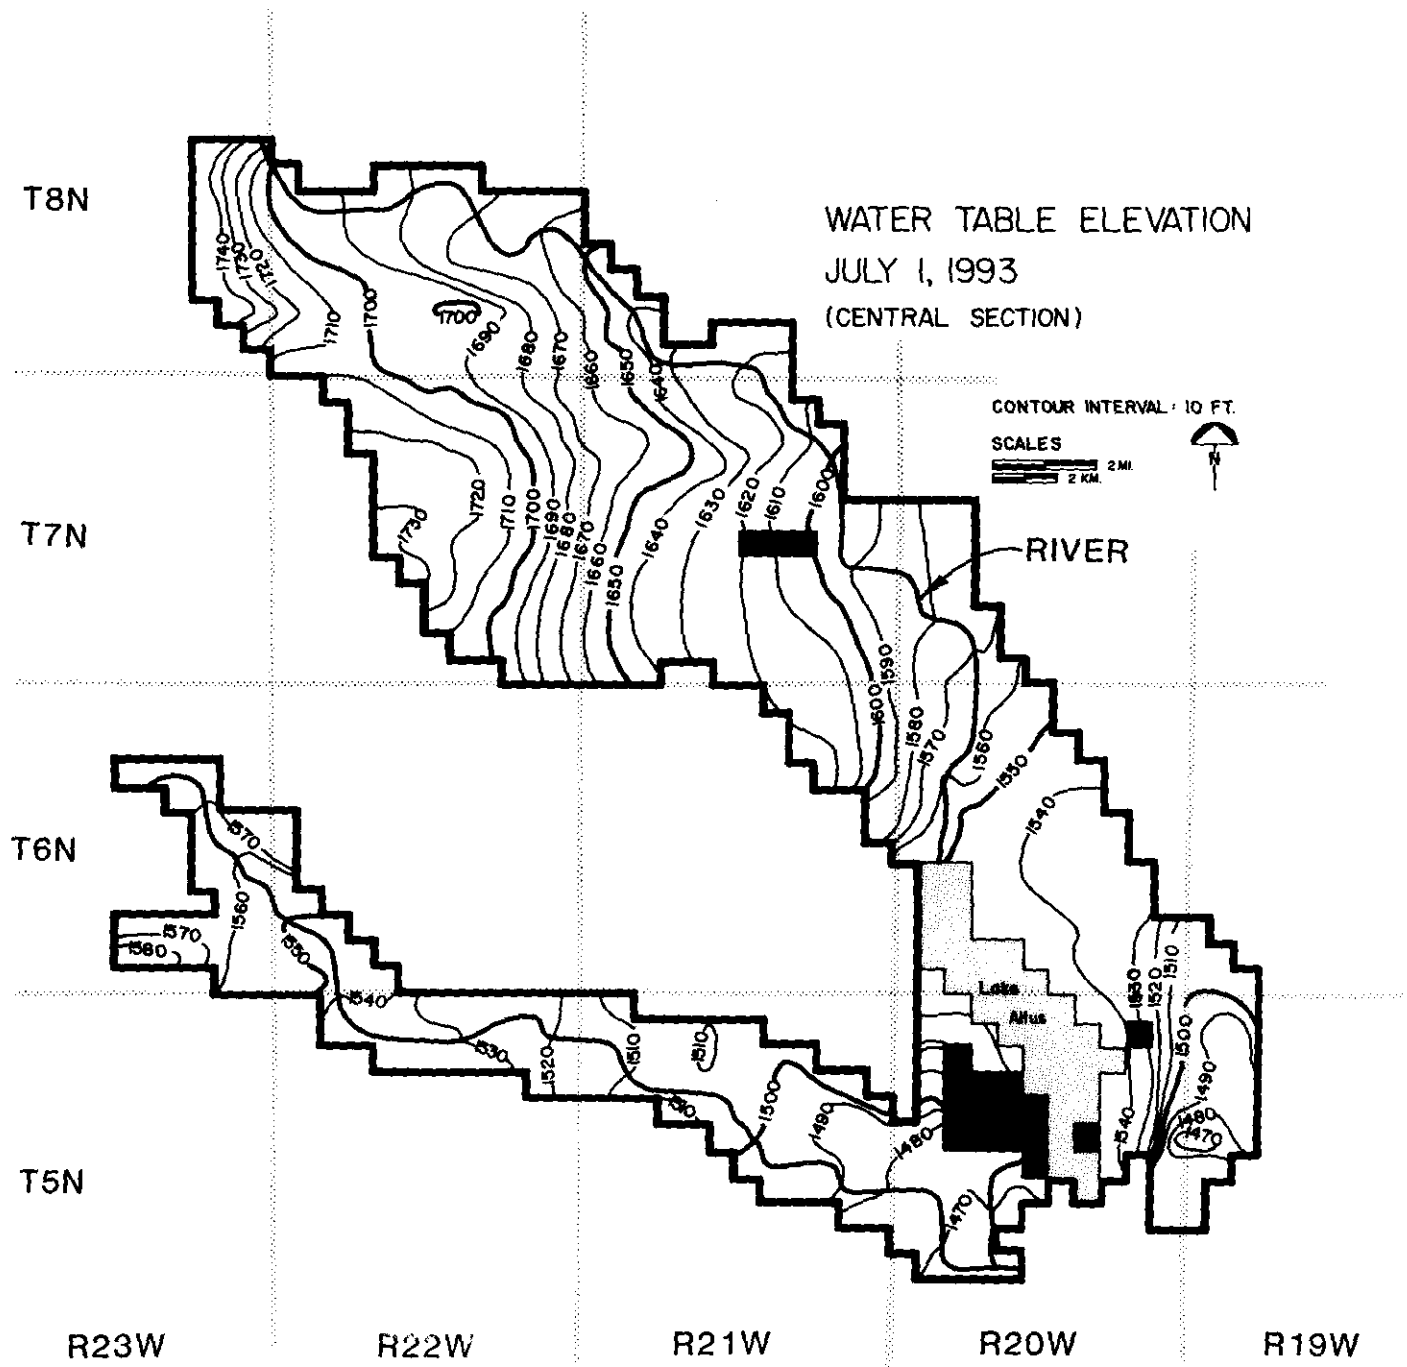 T8N
WATER TABLE ELEVATION
JULY 1, 1993
(CENTRAL SECTION)
1740
1730
1720
1710
1700
1700
1690
1680
1670
1660
1650
1640
CONTOUR INTERVAL: 10 FT.
SCALES
2 MI.
2 KM.
N
T7N
1730
1720
1710
1700
1690
1680
1670
1660
1650
1640
1630
1620
1610
1600
RIVER
1600
1590
1580
1570
1560
1550
1540
T6N
1570
1560
1570
1580
1550
1540
1530
1520
1510
1510
1510
1500
1490
1480
1470
Lake
Altus
1530
1520
1510
1500
1490
1480
1470
1540
T5N
R23W
R22W
R21W
R20W
R19W